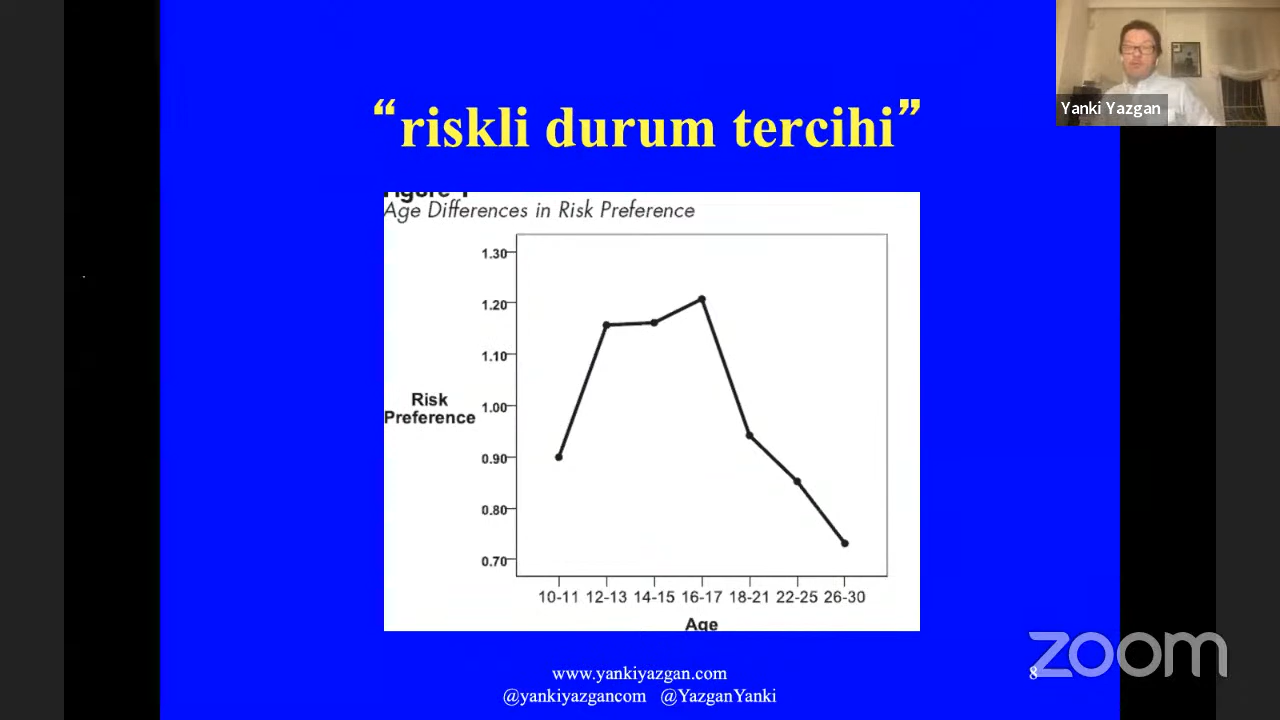 “riskli durum tercihi”
Yanki Yazgan
Figure 1
Age Differences in Risk Preference
1.30
1.20
1.10
1.00
0.90
0.80
0.70
Risk
Preference
10-11 12-13 14-15 16-17 18-21 22-25 26-30
Age
www.yankiyazgan.com
@yankiyazgancom @YazganYanki
8
zoom